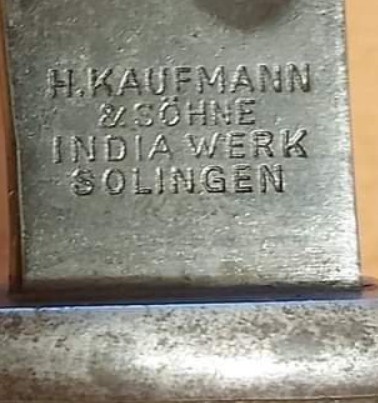 H.KAUFMANN
& SÖHNE
INDIA WERK
SOLINGEN